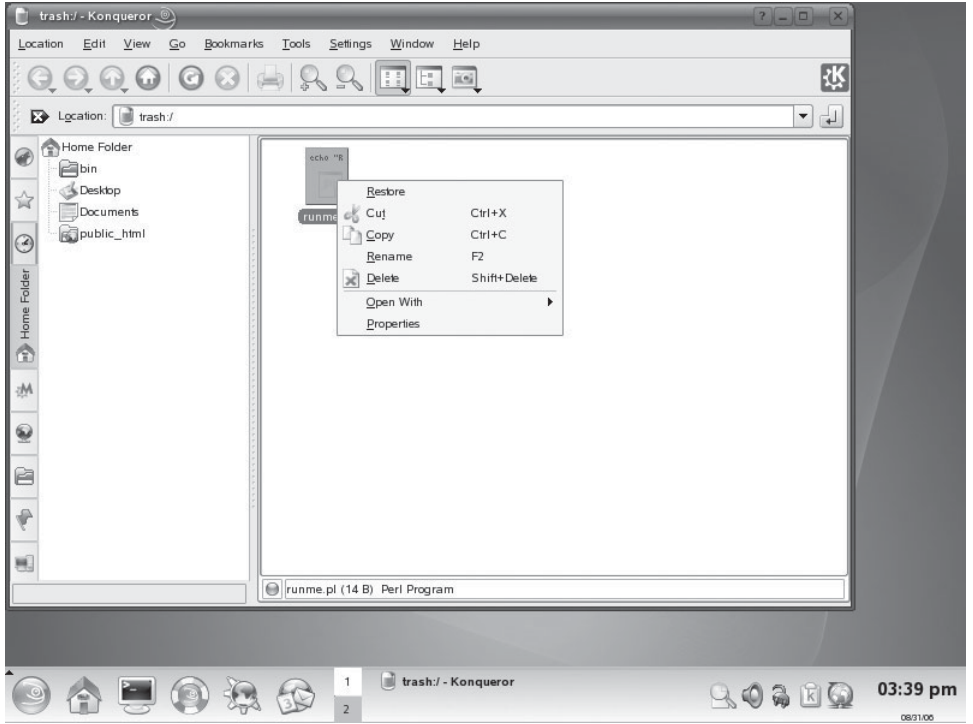 trash:/ - Konqueror
Location Edit View Go Bookmarks Tools Settings Window Help
Location: trash:/
Home Folder
bin
Desktop
Documents
public_html
Home Folder
echo "R
runme
Restore
Cut Ctrl+X
Copy Ctrl+C
Rename F2
Delete Shift+Delete
Open With
Properties
runme.pl (14 B) Perl Program
1
2
trash:/ - Konqueror
03:39 pm
08/31/06